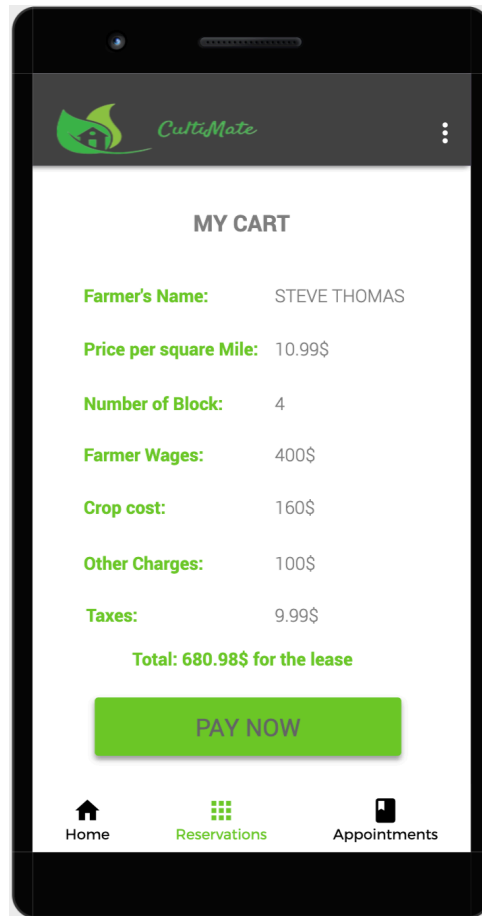 CultiMate
MY CART
Farmer's Name: STEVE THOMAS
Price per square Mile: 10.99$
Number of Block: 4
Farmer Wages: 400$
Crop cost: 160$
Other Charges: 100$
Taxes: 9.99$
Total: 680.98$ for the lease
PAY NOW
Home Reservations Appointments